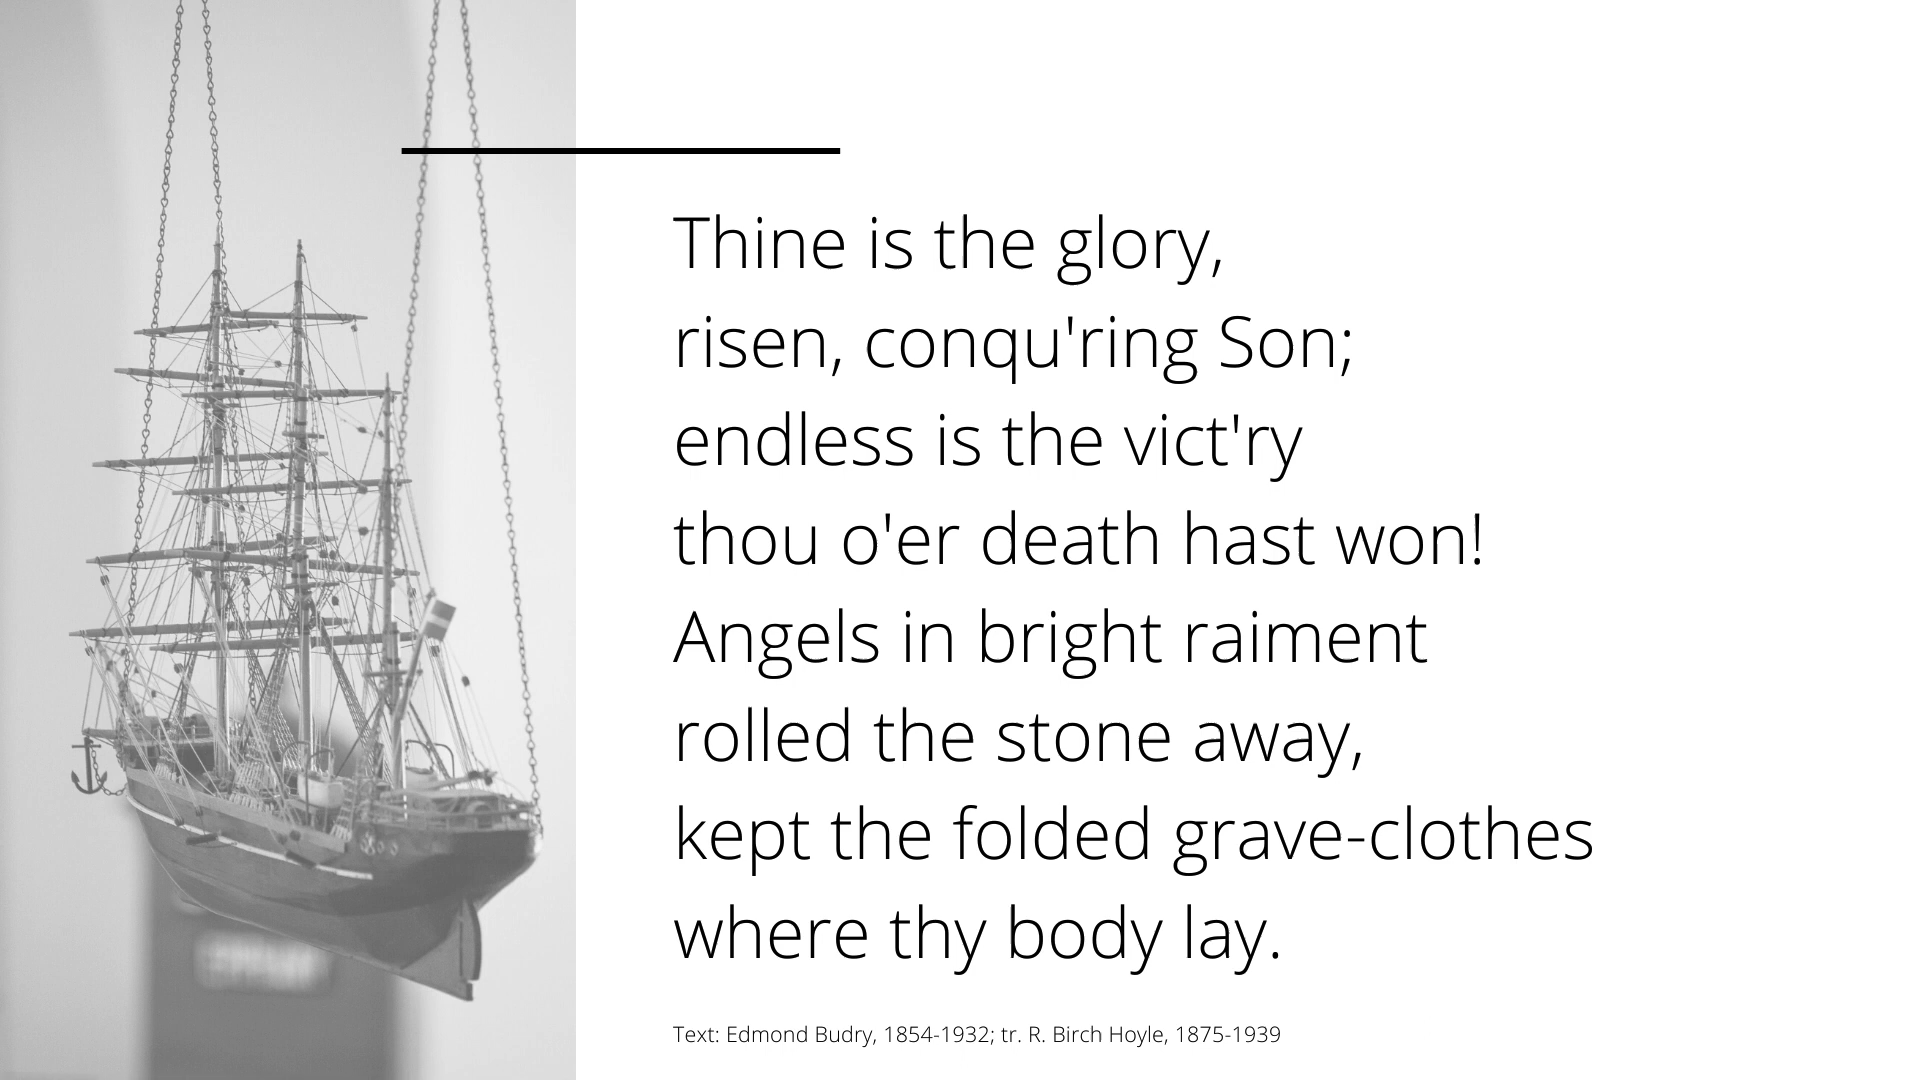 Thine is the glory,
risen, conqu'ring Son;
endless is the vict'ry
thou o'er death hast won!
Angels in bright raiment
rolled the stone away,
kept the folded grave-clothes
where thy body lay.
Text: Edmond Budry, 1854-1932; tr. R. Birch Hoyle, 1875-1939